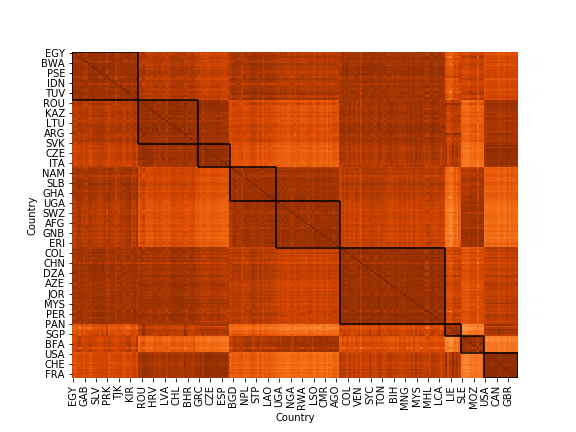 EGY
BWA
PSE
IDN
TUV
ROU
KAZ
LTU
ARG
SVK
CZE
ITA
NAM
SLB
GHA
UGA
SWZ
AFG
GNB
ERI
COL
CHN
DZA
AZE
JOR
MYS
PER
PAN
SGP
BFA
USA
CHE
FRA
Country
EGY GAB SLV PRK TJK KIR ROU HRV LVA CHL BHR GRC CZE ESP BGD NPL STP LAO UGA NGA RWA LSO CMR AGO COL VEN SYC TON BIH MNG MYS MHL LCA LIE SLE MOZ USA CAN GBR
Country